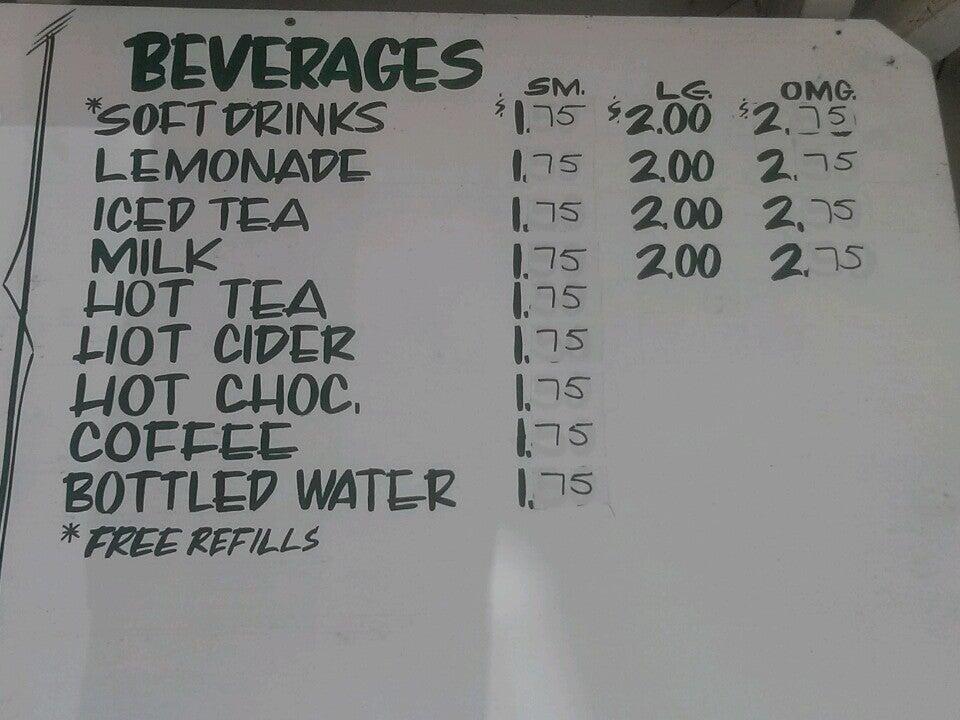 BEVERAGES
SM. LG. OMG.
*SOFT DRINKS $1.75 $2.00 $2.75
LEMONADE 1.75 2.00 2.75
ICED TEA 1.75 2.00 2.75
MILK 1.75 2.00 2.75
HOT TEA 1.75
HOT CIDER 1.75
HOT CHOC. 1.75
COFFEE 1.75
BOTTLED WATER 1.75
*FREE REFILLS